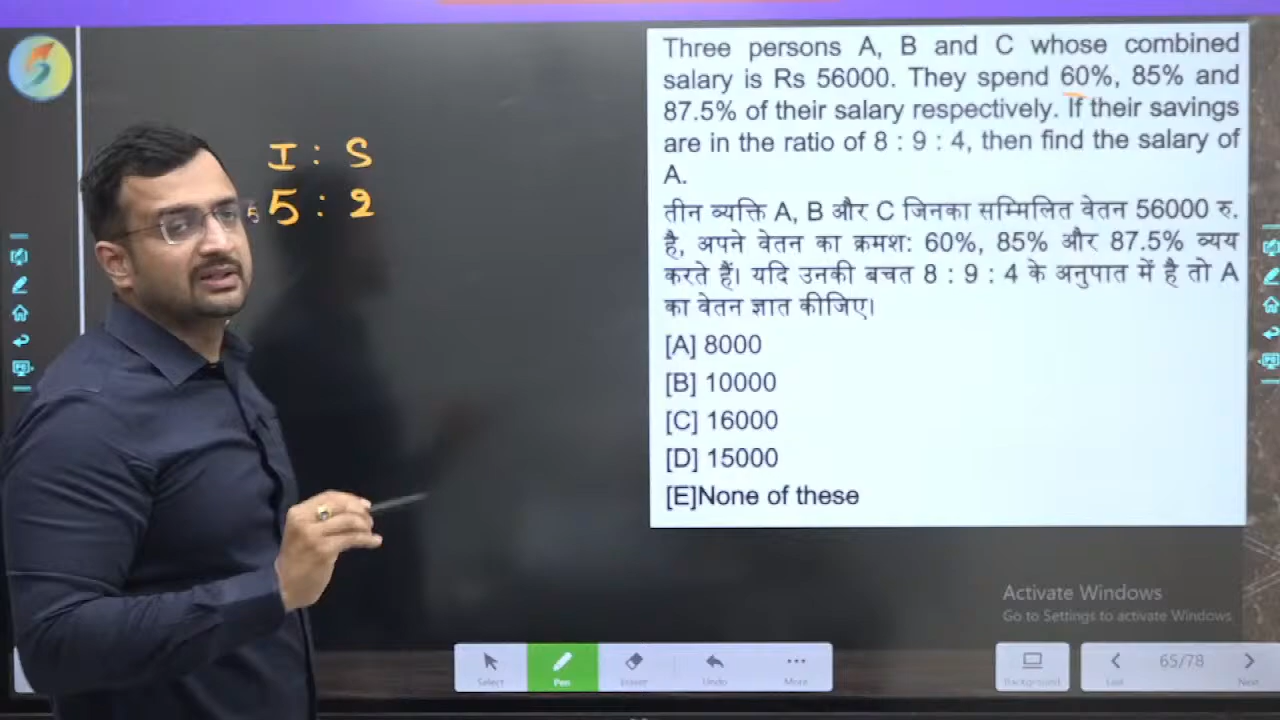 I : S
5 : 2
Three persons A, B and C whose combined
salary is Rs 56000. They spend 60%, 85% and
87.5% of their salary respectively. If their savings
are in the ratio of 8 : 9 : 4, then find the salary of
A.
तीन व्यक्ति A, B और C जिनका सम्मिलित वेतन 56000 रु.
है, अपने वेतन का क्रमश: 60%, 85% और 87.5% व्यय
करते हैं। यदि उनकी बचत 8 : 9 : 4 के अनुपात में है तो A
का वेतन ज्ञात कीजिए।
[A] 8000
[B] 10000
[C] 16000
[D] 15000
[E]None of these
Activate Windows
Go to Settings to activate Windows.
Select
Pen
Eraser
Undo
More
Background
65/78
Last
Next